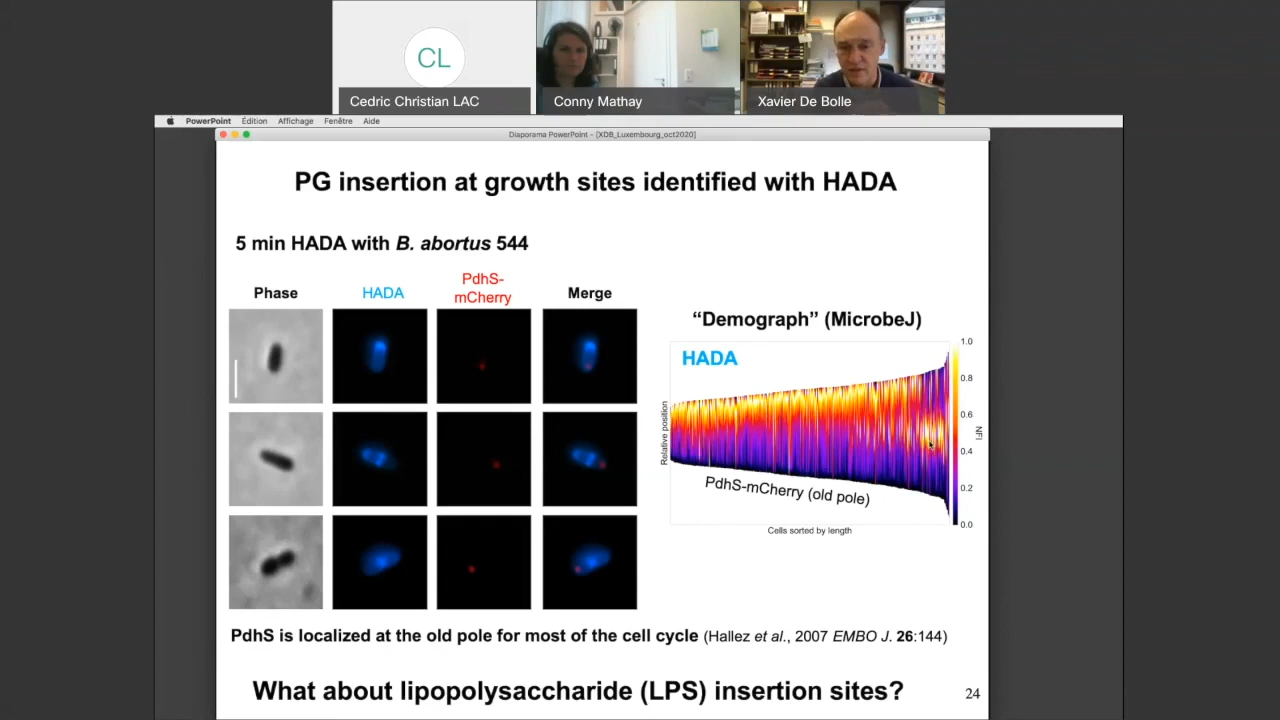 CL
Cedric Christian LAC
Conny Mathay
Xavier De Bolle
PowerPoint Édition Affichage Fenêtre Aide
Diaporama PowerPoint - [XDB_Luxembourg_oct2020]
PG insertion at growth sites identified with HADA
5 min HADA with B. abortus 544
Phase
HADA
PdhS-
mCherry
Merge
“Demograph” (MicrobeJ)
HADA
Relative position
PdhS-mCherry (old pole)
Cells sorted by length
1.0
0.8
0.6
0.4
0.2
0.0
NFI
PdhS is localized at the old pole for most of the cell cycle (Hallez et al., 2007 EMBO J. 26:144)
What about lipopolysaccharide (LPS) insertion sites?
24